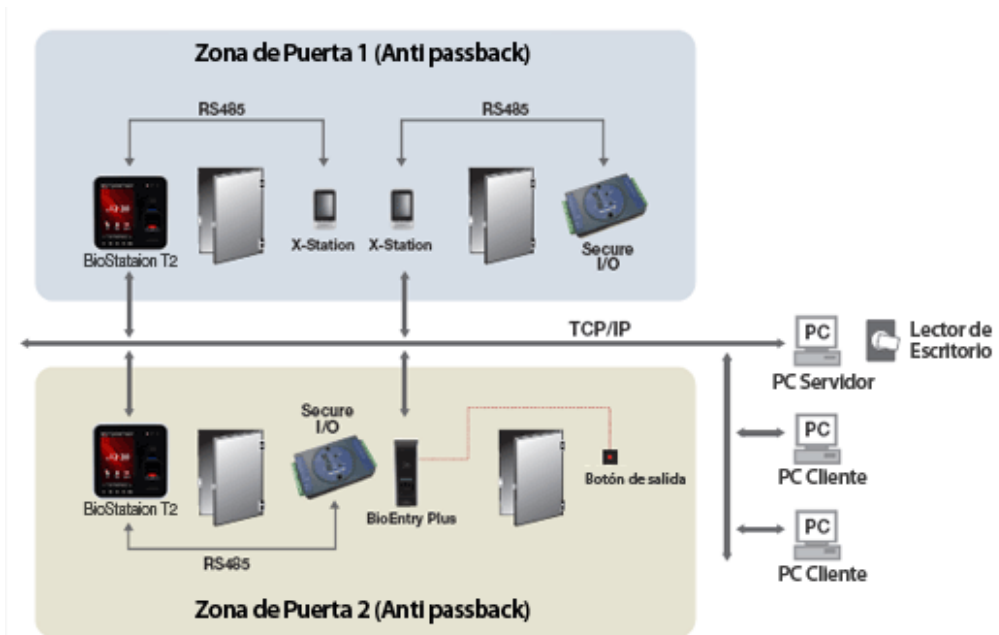 Zona de Puerta 1 (Anti passback)
RS485
RS485
BioStataion T2
X-Station
X-Station
Secure
I/O
TCP/IP
PC
Lector de
Escritorio
PC Servidor
PC
PC Cliente
PC
PC Cliente
Secure
I/O
BioStataion T2
BioEntry Plus
Botón de salida
RS485
Zona de Puerta 2 (Anti passback)